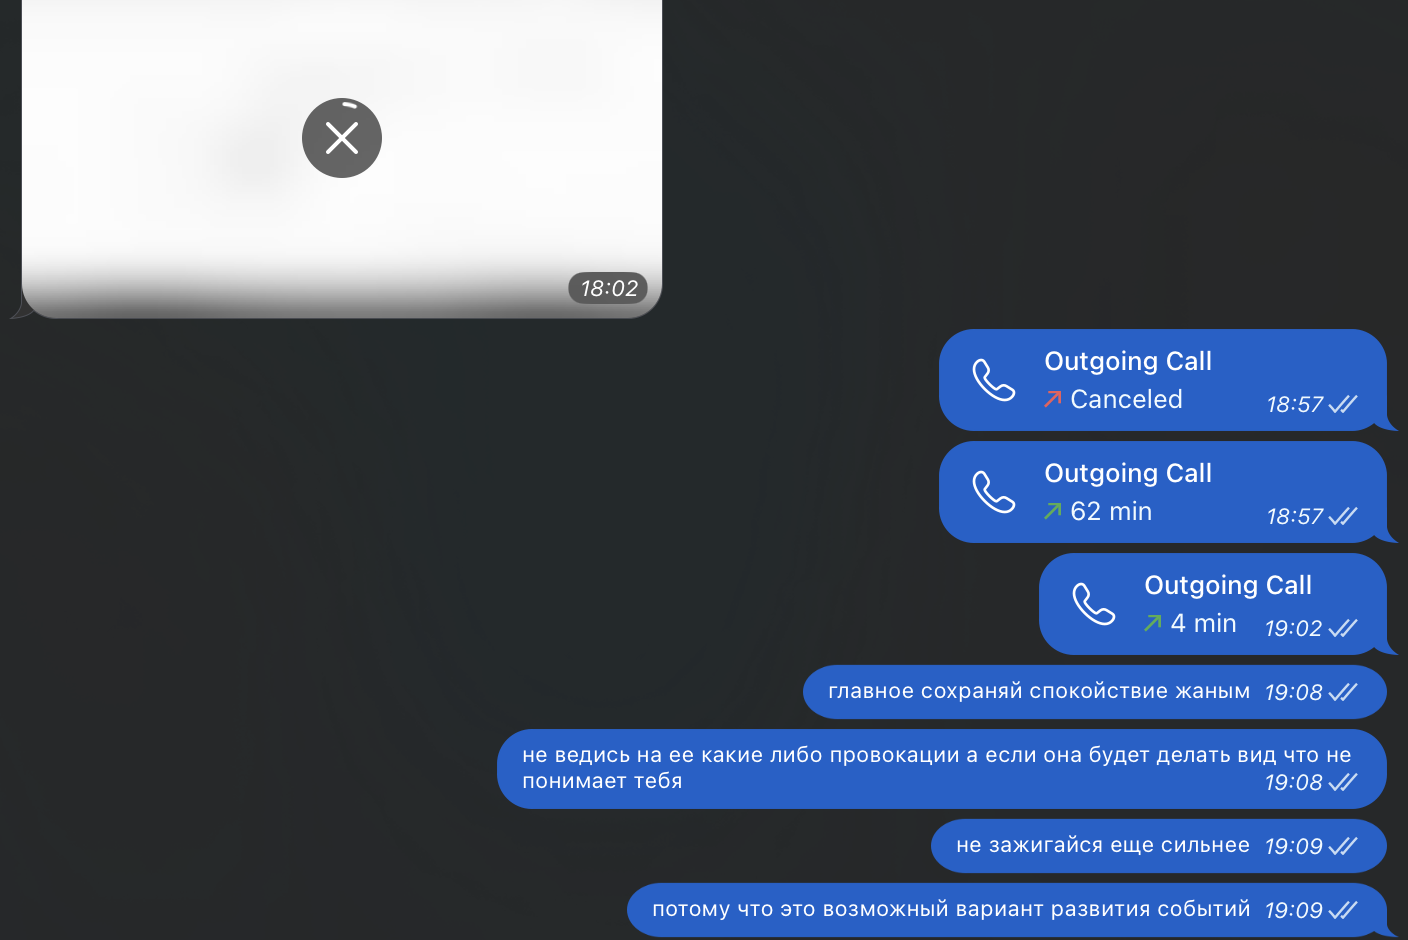 18:02
Outgoing Call
Canceled 18:57
Outgoing Call
62 min 18:57
Outgoing Call
4 min 19:02
главное сохраняй спокойствие жаным 19:08
не ведись на ее какие либо провокации а если она будет делать вид что не
понимает тебя 19:08
не зажигайся еще сильнее 19:09
потому что это возможный вариант развития событий 19:09